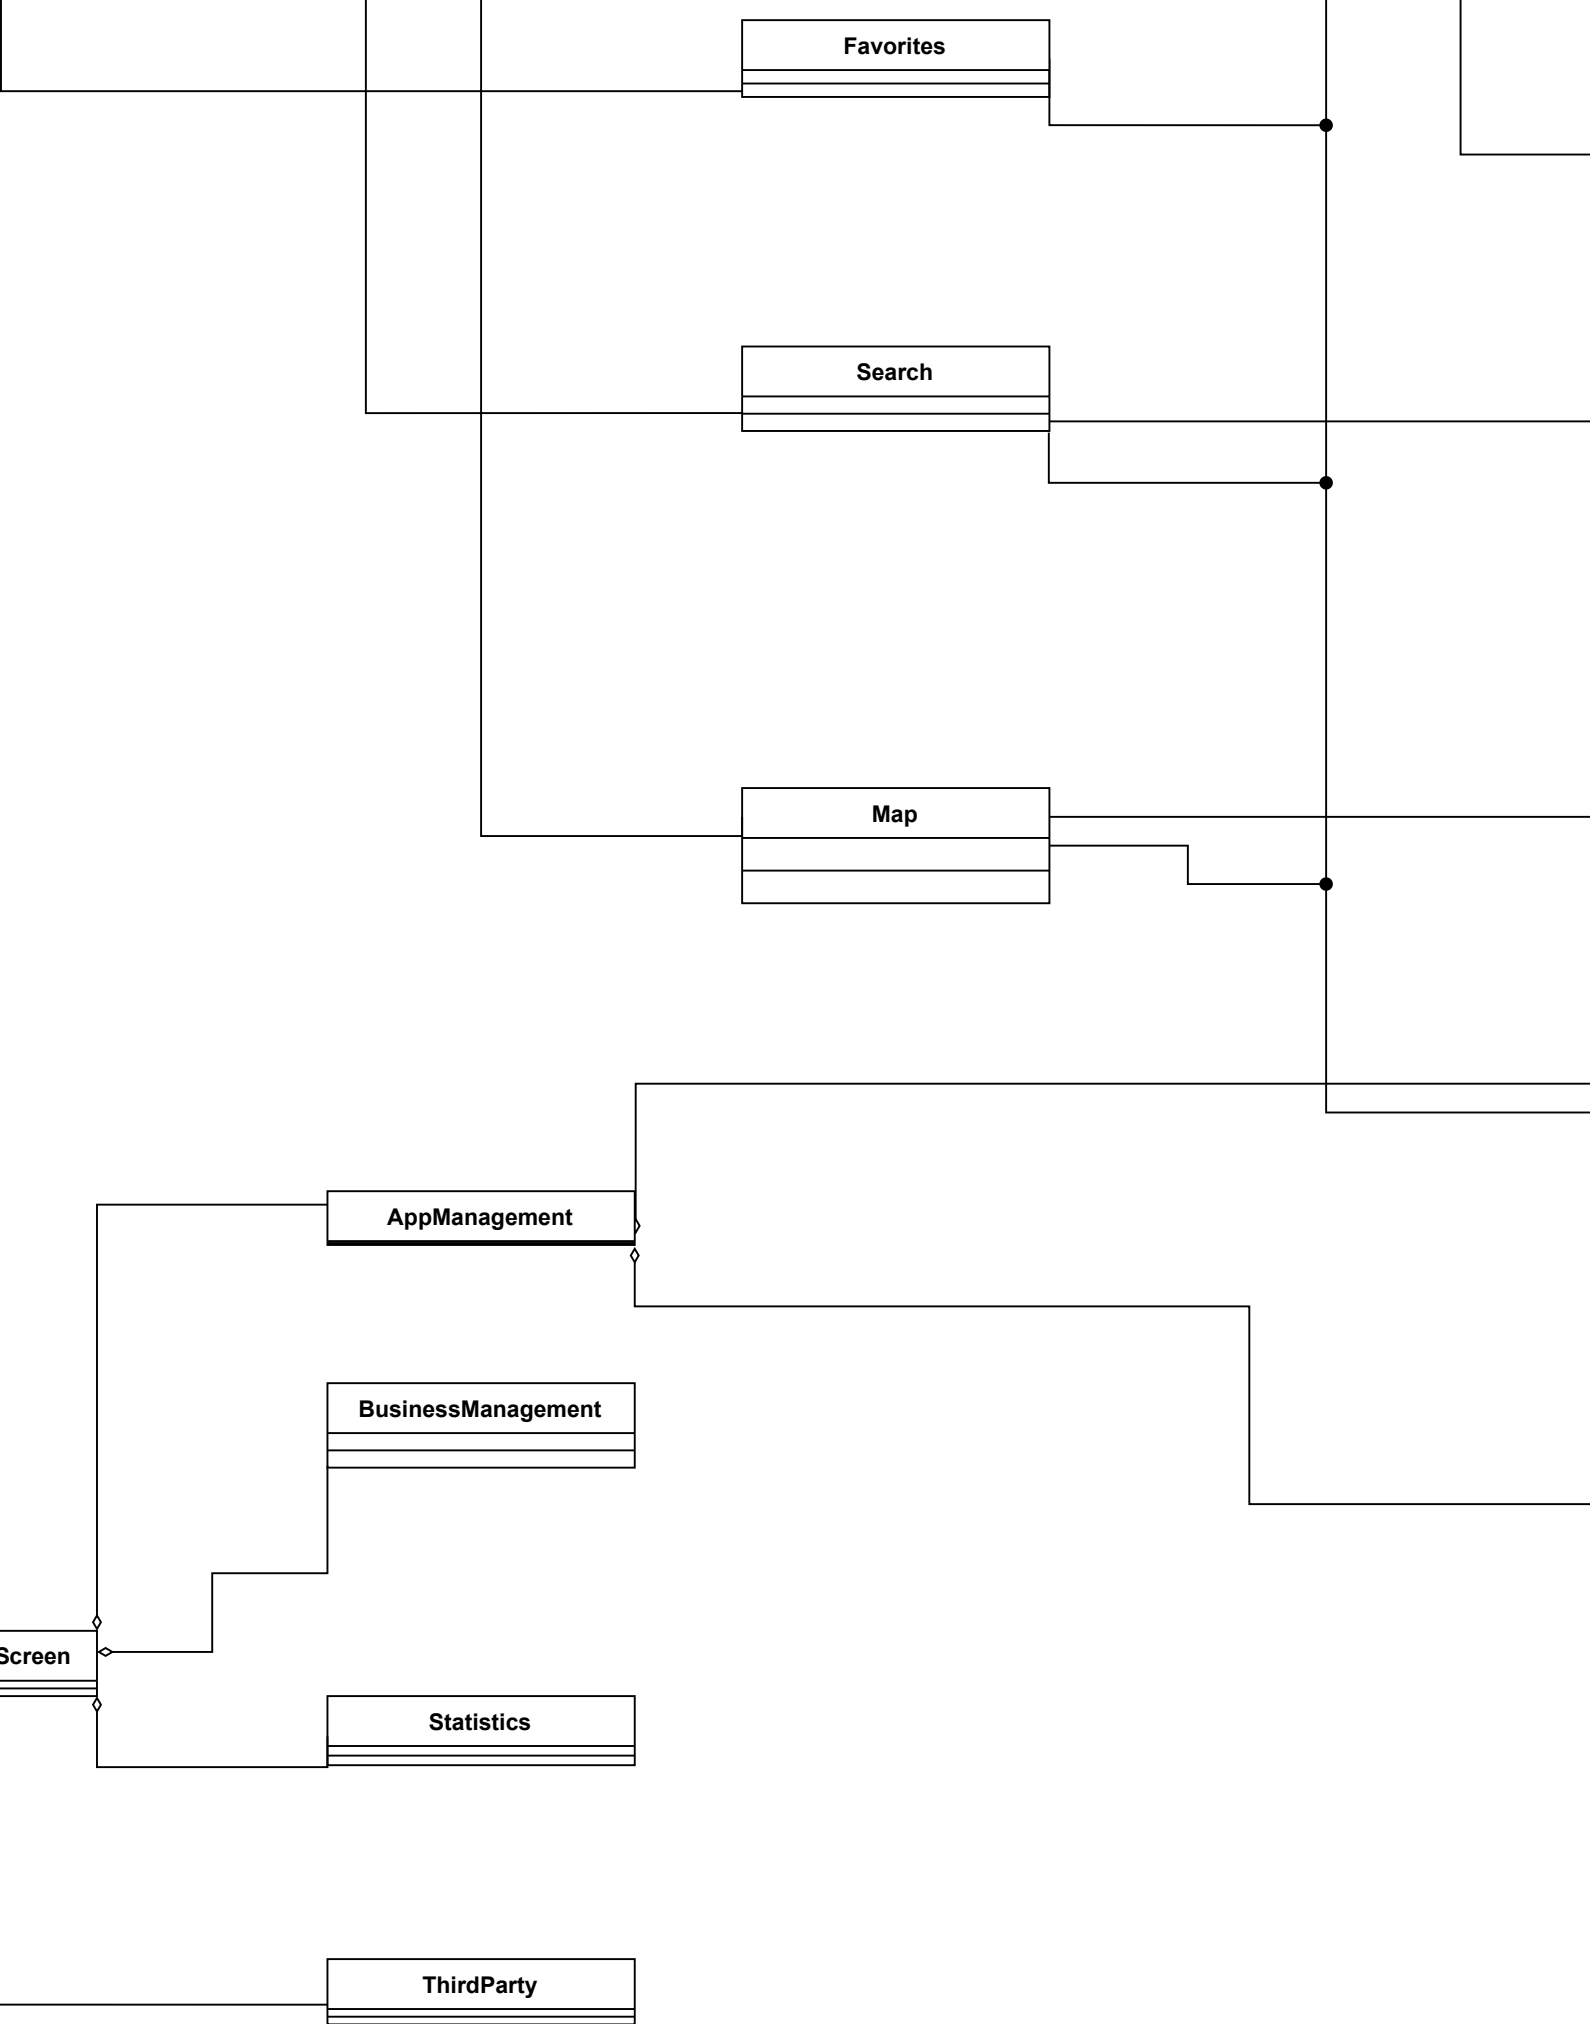 Favorites
Search
Map
AppManagement
BusinessManagement
Screen
Statistics
ThirdParty